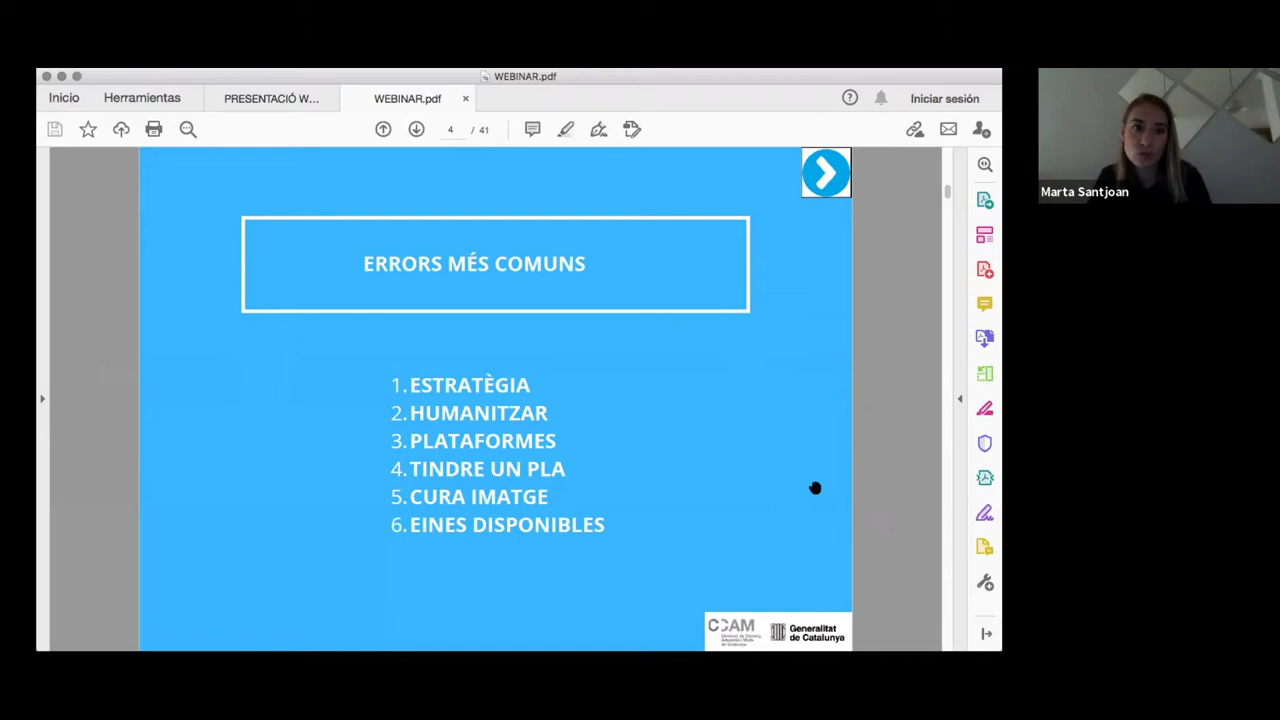 WEBINAR.pdf
Inicio
Herramientas
PRESENTACIÓ W...
WEBINAR.pdf
×
Iniciar sesión
4 / 41
Marta Santjoan
ERRORS MÉS COMUNS
1. ESTRATÈGIA
2. HUMANITZAR
3. PLATAFORMES
4. TINDRE UN PLA
5. CURA IMATGE
6. EINES DISPONIBLES
CCAM
Generalitat
de Catalunya